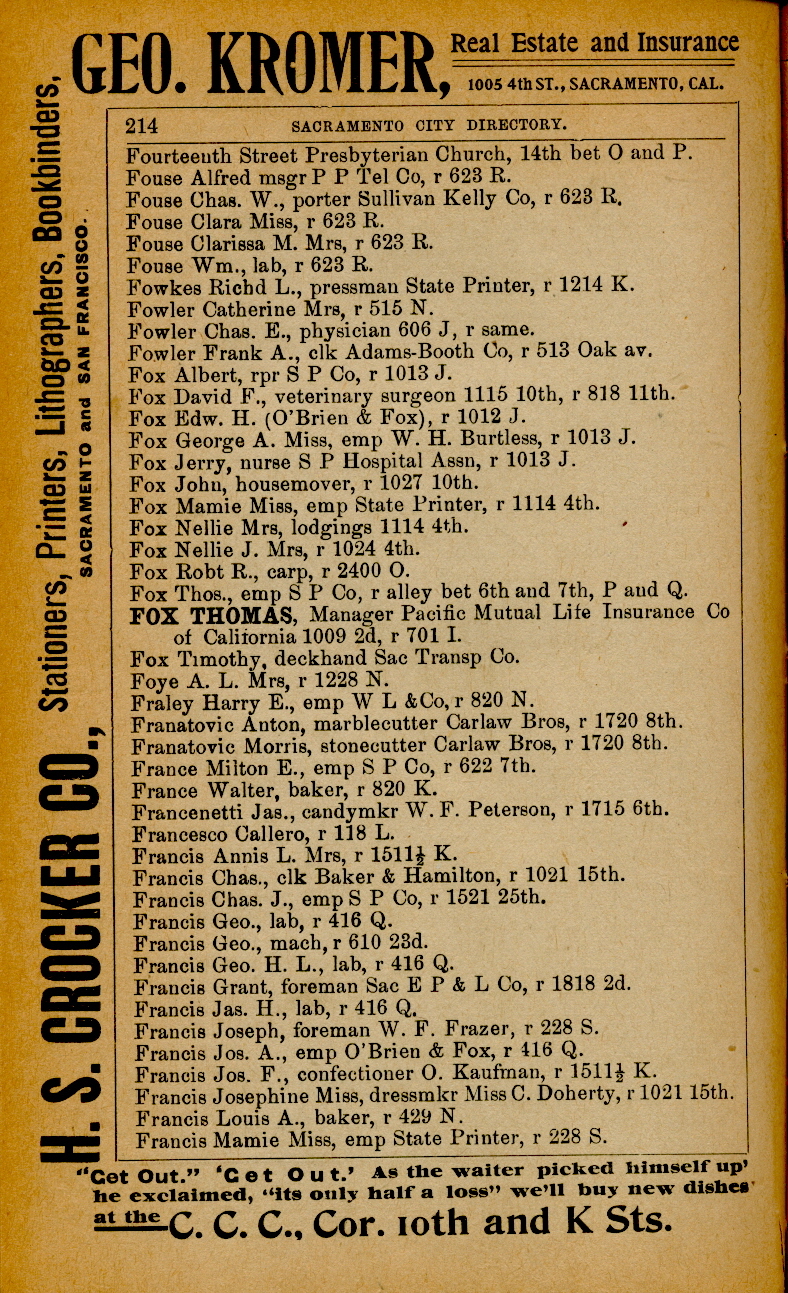 GEO. KROMER, Real Estate and Insurance
1005 4th ST., SACRAMENTO, CAL.
214 SACRAMENTO CITY DIRECTORY.
Fourteenth Street Presbyterian Church, 14th bet O and P.
Fouse Alfred msgr P P Tel Co, r 623 R.
Fouse Chas. W., porter Sullivan Kelly Co, r 623 R.
Fouse Clara Miss, r 623 R.
Fouse Clarissa M. Mrs, r 623 R.
Fouse Wm., lab, r 623 R.
Fowkes Richd L., pressman State Printer, r 1214 K.
Fowler Catherine Mrs, r 515 N.
Fowler Chas. E., physician 606 J, r same.
Fowler Frank A., clk Adams-Booth Co, r 513 Oak av.
Fox Albert, rpr S P Co, r 1013 J.
Fox David F., veterinary surgeon 1115 10th, r 818 11th.
Fox Edw. H. (O'Brien & Fox), r 1012 J.
Fox George A. Miss, emp W. H. Burtless, r 1013 J.
Fox Jerry, nurse S P Hospital Assn, r 1013 J.
Fox John, housemover, r 1027 10th.
Fox Mamie Miss, emp State Printer, r 1114 4th.
Fox Nellie Mrs, lodgings 1114 4th.
Fox Nellie J. Mrs, r 1024 4th.
Fox Robt R., carp, r 2400 O.
Fox Thos., emp S P Co, r alley bet 6th and 7th, P and Q.
FOX THOMAS, Manager Pacific Mutual Life Insurance Co
of California 1009 2d, r 701 I.
Fox Timothy, deckhand Sac Transp Co.
Foye A. L. Mrs, r 1228 N.
Fraley Harry E., emp W L &Co, r 820 N.
Franatovic Anton, marblecutter Carlaw Bros, r 1720 8th.
Franatovic Morris, stonecutter Carlaw Bros, r 1720 8th.
France Milton E., emp S P Co, r 622 7th.
France Walter, baker, r 820 K.
Francenetti Jas., candymkr W. F. Peterson, r 1715 6th.
Francesco Callero, r 118 L.
Francis Annis L. Mrs, r 1511½ K.
Francis Chas., clk Baker & Hamilton, r 1021 15th.
Francis Chas. J., emp S P Co, r 1521 25th.
Francis Geo., lab, r 416 Q.
Francis Geo., mach, r 610 23d.
Francis Geo. H. L., lab, r 416 Q.
Francis Grant, foreman Sac E P & L Co, r 1818 2d.
Francis Jas. H., lab, r 416 Q.
Francis Joseph, foreman W. F. Frazer, r 228 S.
Francis Jos. A., emp O'Brien & Fox, r 416 Q.
Francis Jos. F., confectioner O. Kaufman, r 1511½ K.
Francis Josephine Miss, dressmkr Miss C. Doherty, r 1021 15th.
Francis Louis A., baker, r 429 N.
Francis Mamie Miss, emp State Printer, r 228 S.
H. S. CROCKER CO., Stationers, Printers, Lithographers, Bookbinders,
SACRAMENTO and SAN FRANCISCO.
"Get Out." 'Get Out.' As the waiter picked himself up'
he exclaimed, "its only half a loss" we'll buy new dishes
at the C. C. C., Cor. 10th and K Sts.